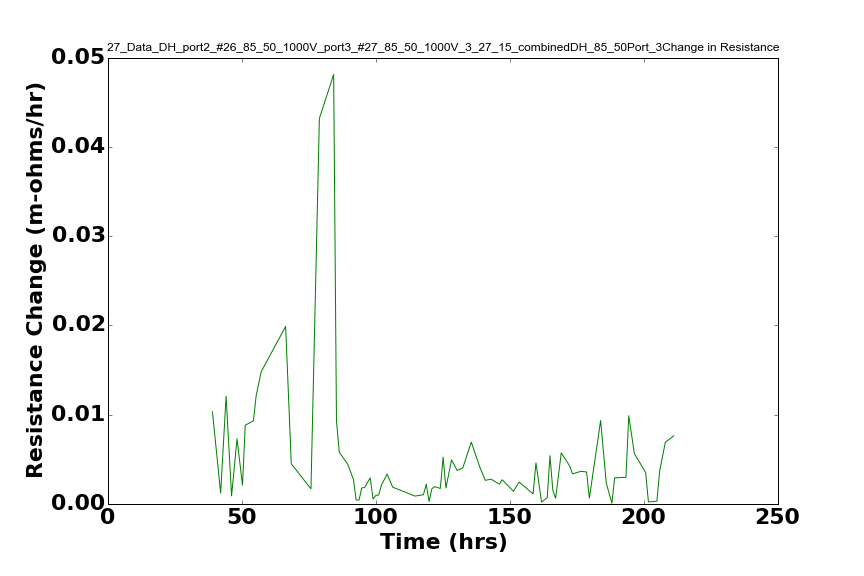 27_Data_DH_port2_#26_85_50_1000V_port3_#27_85_50_1000V_3_27_15_combinedDH_85_50Port_3Change in Resistance
0.05
0.04
0.03
0.02
0.01
0.00
Resistance Change (m-ohms/hr)
0 50 100 150 200 250
Time (hrs)